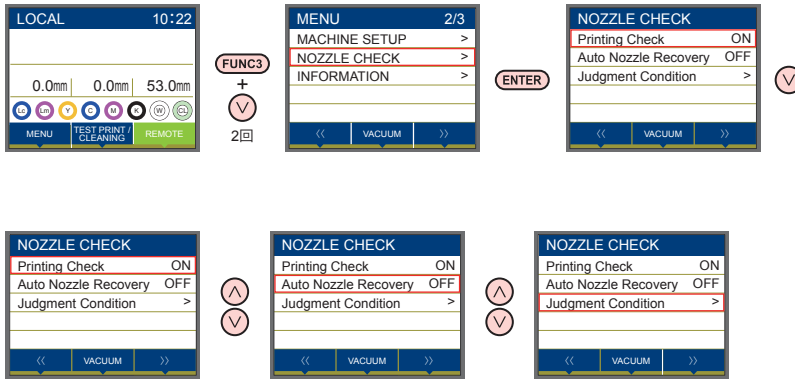 LOCAL 10:22
0.0mm 0.0mm 53.0mm
Lc Lm Y C M K W CL
MENU TEST PRINT / CLEANING REMOTE
FUNC3
+
2回
MENU 2/3
MACHINE SETUP >
NOZZLE CHECK >
INFORMATION >
<< VACUUM >>
ENTER
NOZZLE CHECK
Printing Check ON
Auto Nozzle Recovery OFF
Judgment Condition >
<< VACUUM >>
NOZZLE CHECK
Printing Check ON
Auto Nozzle Recovery OFF
Judgment Condition >
<< VACUUM >>
NOZZLE CHECK
Printing Check ON
Auto Nozzle Recovery OFF
Judgment Condition >
<< VACUUM >>
NOZZLE CHECK
Printing Check ON
Auto Nozzle Recovery OFF
Judgment Condition >
<< VACUUM >>